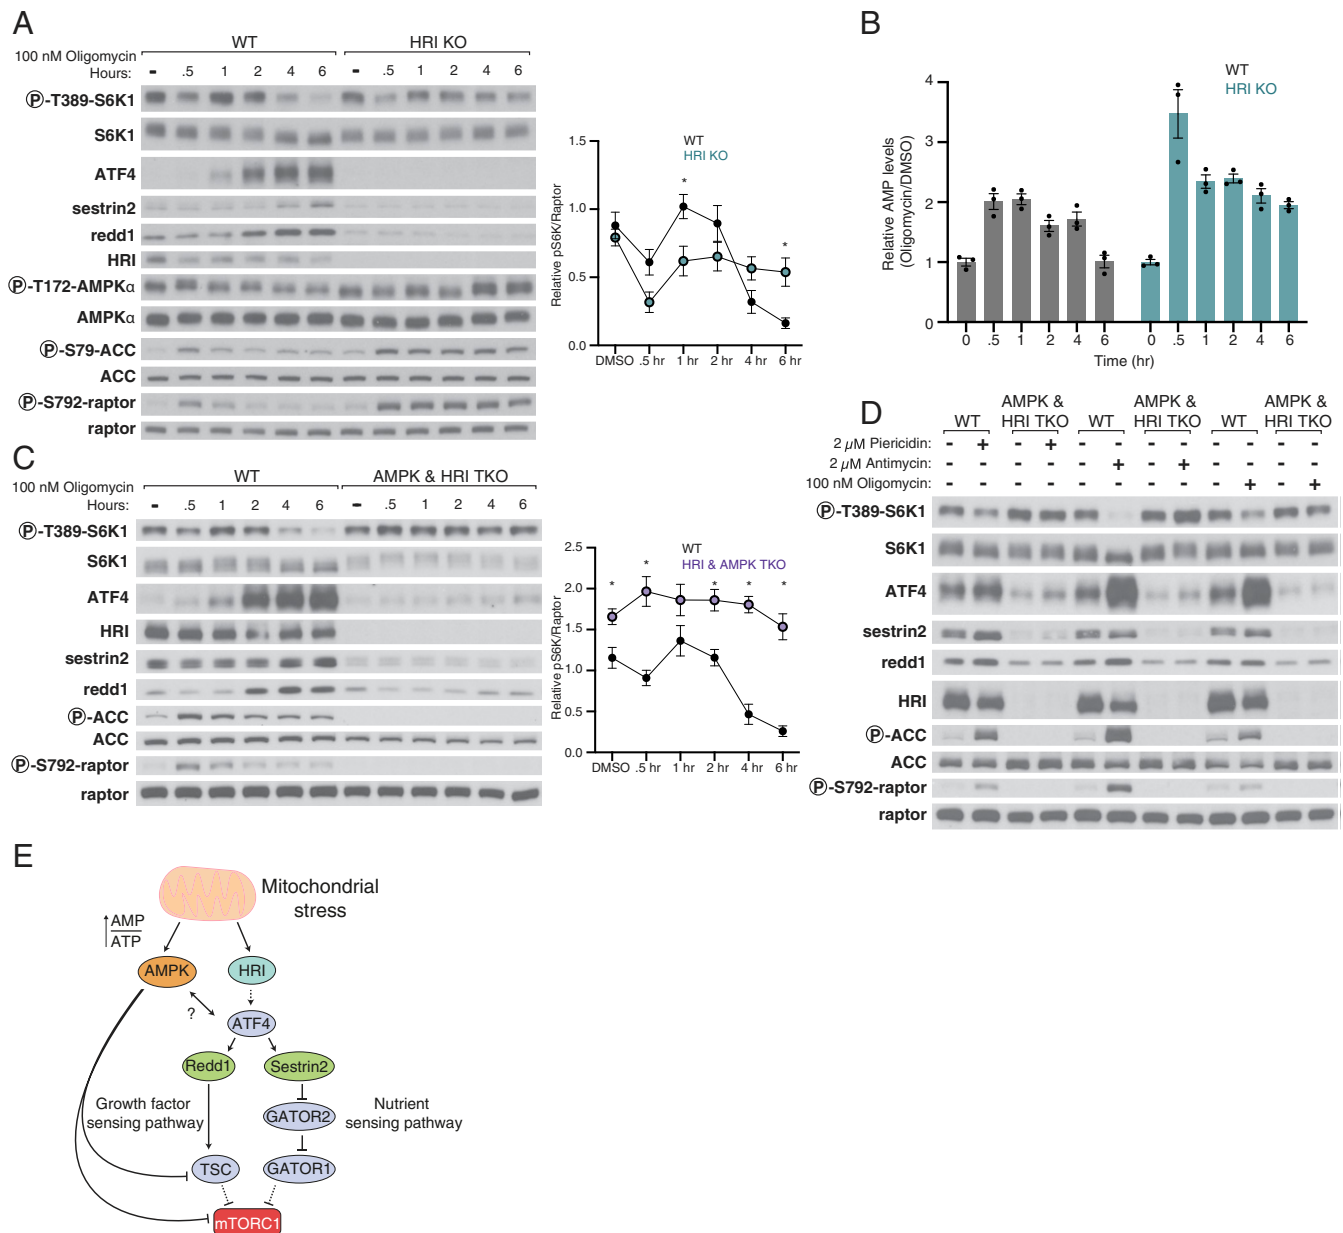 A
WT
HRI KO
100 nM Oligomycin
Hours:
- .5 1 2 4 6 - .5 1 2 4 6
Ⓟ-T389-S6K1
S6K1
ATF4
sestrin2
redd1
HRI
Ⓟ-T172-AMPKα
AMPKα
Ⓟ-S79-ACC
ACC
Ⓟ-S792-raptor
raptor
WT
HRI KO
Relative pS6K/Raptor
1.5
1.0
0.5
0.0
* *
DMSO .5 hr 1 hr 2 hr 4 hr 6 hr
B
WT
HRI KO
Relative AMP levels
(Oligomycin/DMSO)
4
3
2
1
0
0 .5 1 2 4 6 0 .5 1 2 4 6
Time (hr)
C
WT
AMPK & HRI TKO
100 nM Oligomycin
Hours:
- .5 1 2 4 6 - .5 1 2 4 6
Ⓟ-T389-S6K1
S6K1
ATF4
HRI
sestrin2
redd1
Ⓟ-ACC
ACC
Ⓟ-S792-raptor
raptor
WT
HRI & AMPK TKO
Relative pS6K/Raptor
2.5
2.0
1.5
1.0
0.5
0.0
* * * * *
DMSO .5 hr 1 hr 2 hr 4 hr 6 hr
D
WT
AMPK &
HRI TKO
WT
AMPK &
HRI TKO
WT
AMPK &
HRI TKO
2 μM Piericidin: - + - + - - - - - - - -
2 μM Antimycin: - - - - - + - + - - - -
100 nM Oligomycin: - - - - - - - - - + - +
Ⓟ-T389-S6K1
S6K1
ATF4
sestrin2
redd1
HRI
Ⓟ-ACC
ACC
Ⓟ-S792-raptor
raptor
E
Mitochondrial
stress
AMP
ATP
AMPK
HRI
?
ATF4
Redd1
Sestrin2
Growth factor
sensing pathway
GATOR2
Nutrient
sensing pathway
TSC
GATOR1
mTORC1